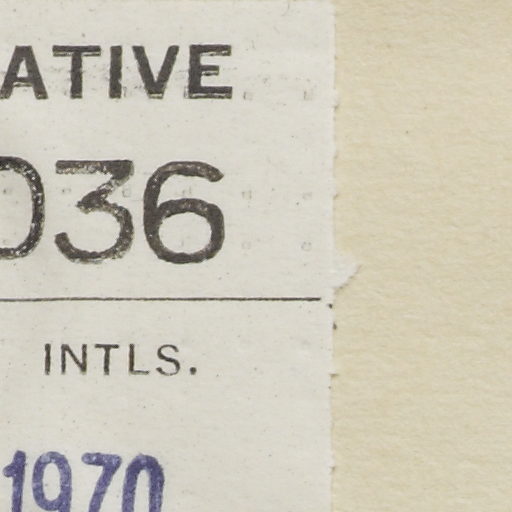 ATIVE
036
INTLS.
1970